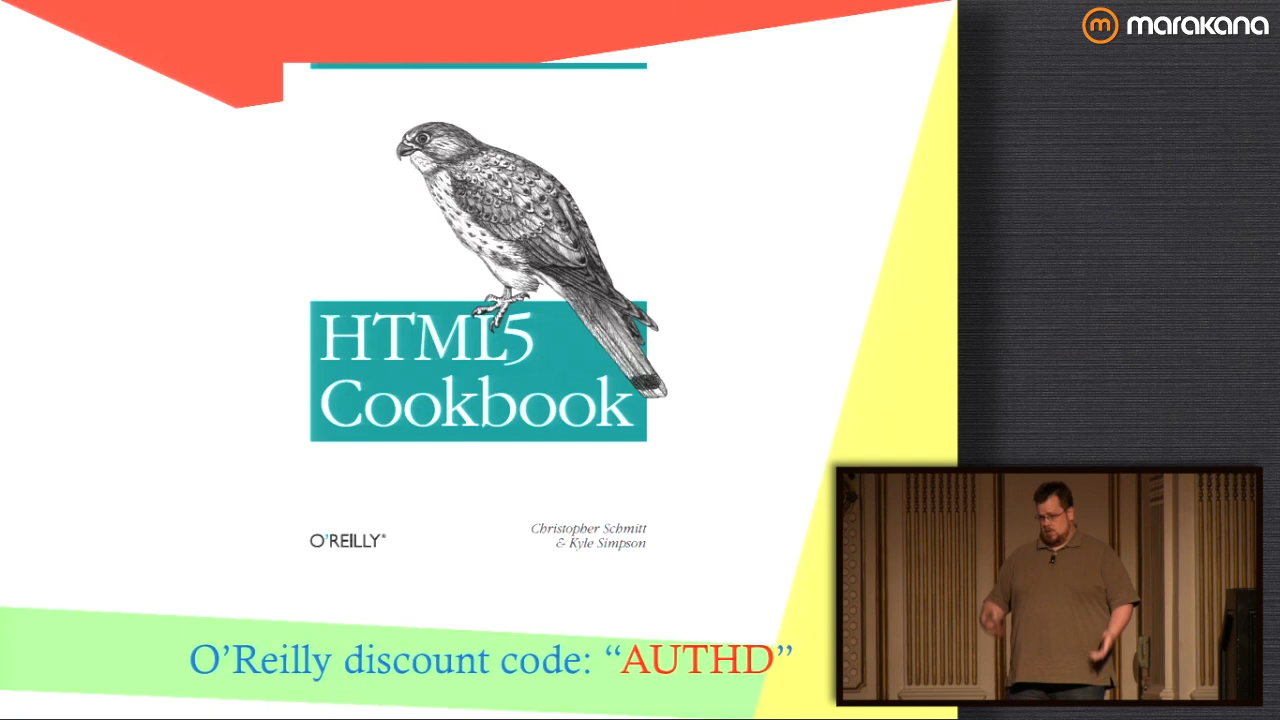 marakana
HTML5
Cookbook
O'REILLY®
Christopher Schmitt
& Kyle Simpson
O’Reilly discount code: “AUTHD”